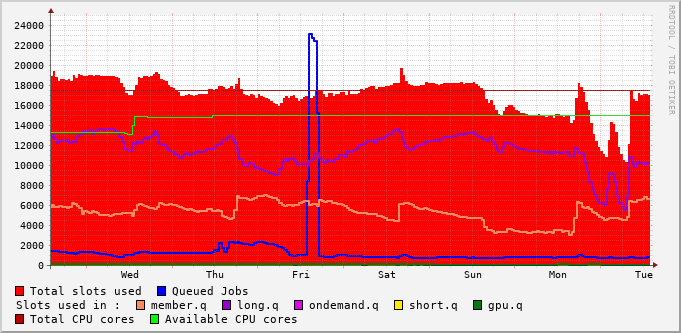 RRDTOOL / TOBI OETIKER
24000
22000
20000
18000
16000
14000
12000
10000
8000
6000
4000
2000
0
Wed Thu Fri Sat Sun Mon Tue
Total slots used Queued Jobs
Slots used in : member.q long.q ondemand.q short.q gpu.q
Total CPU cores Available CPU cores